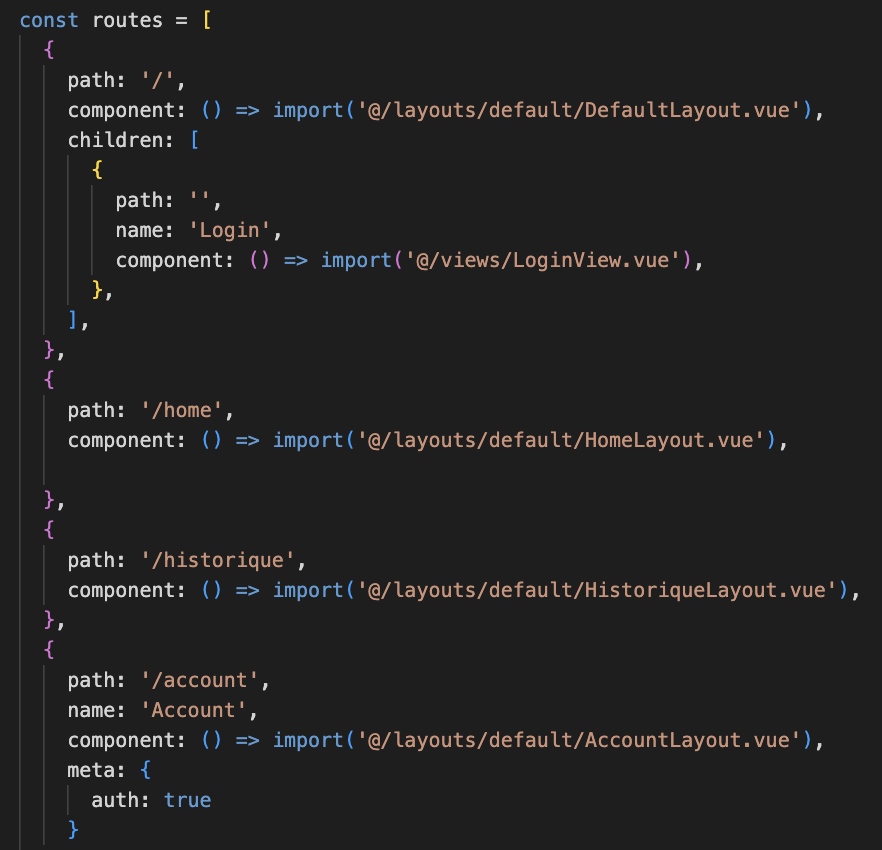 const routes = [
  {
    path: '/',
    component: () => import('@/layouts/default/DefaultLayout.vue'),
    children: [
      {
        path: '',
        name: 'Login',
        component: () => import('@/views/LoginView.vue'),
      },
    ],
  },
  {
    path: '/home',
    component: () => import('@/layouts/default/HomeLayout.vue'),

  },
  {
    path: '/historique',
    component: () => import('@/layouts/default/HistoriqueLayout.vue'),
  },
  {
    path: '/account',
    name: 'Account',
    component: () => import('@/layouts/default/AccountLayout.vue'),
    meta: {
      auth: true
    }